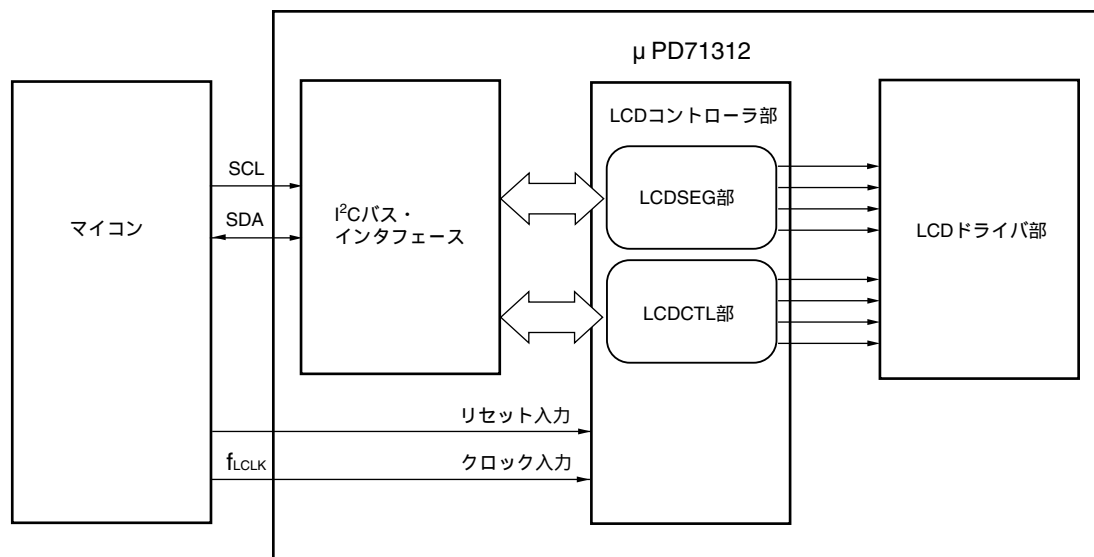 μ PD71312
LCDコントローラ部
SCL
LCDSEG部
マイコン
SDA
I²Cバス・
インタフェース
LCDドライバ部
LCDCTL部
リセット入力
fLCLK
クロック入力